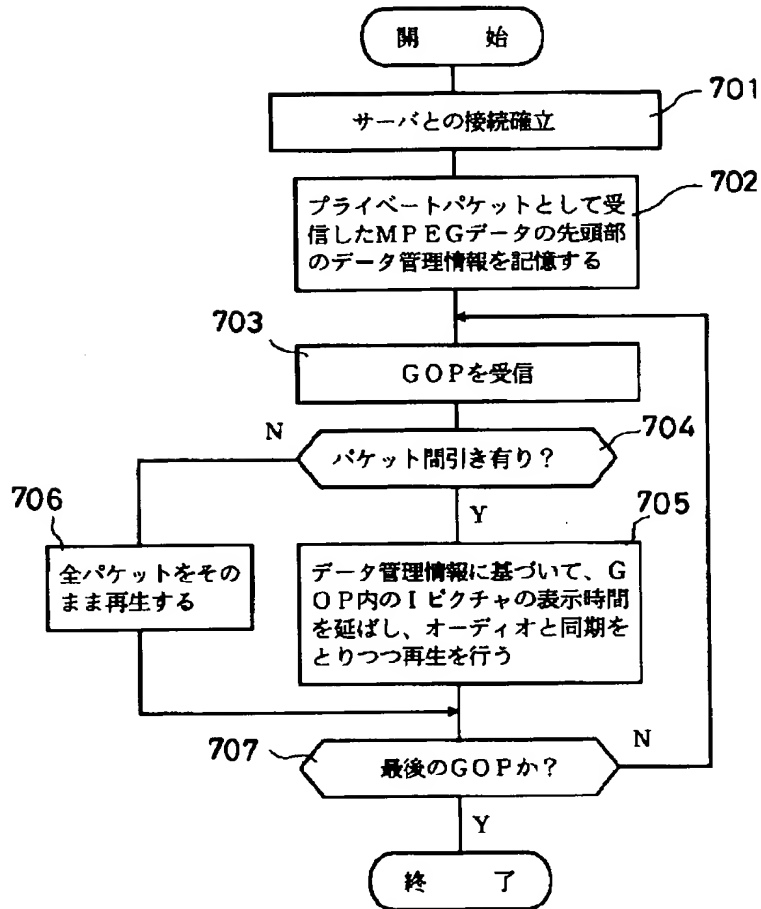 開 始
701
サーバとの接続確立
702
プライベートパケットとして受
信したMPEGデータの先頭部
のデータ管理情報を記憶する
703
GOPを受信
N
704
パケット間引き有り?
706
Y
705
全パケットをその
まま再生する
データ管理情報に基づいて、G
OP内のIピクチャの表示時間
を延ばし、オーディオと同期を
とりつつ再生を行う
707
N
最後のGOPか?
Y
終 了